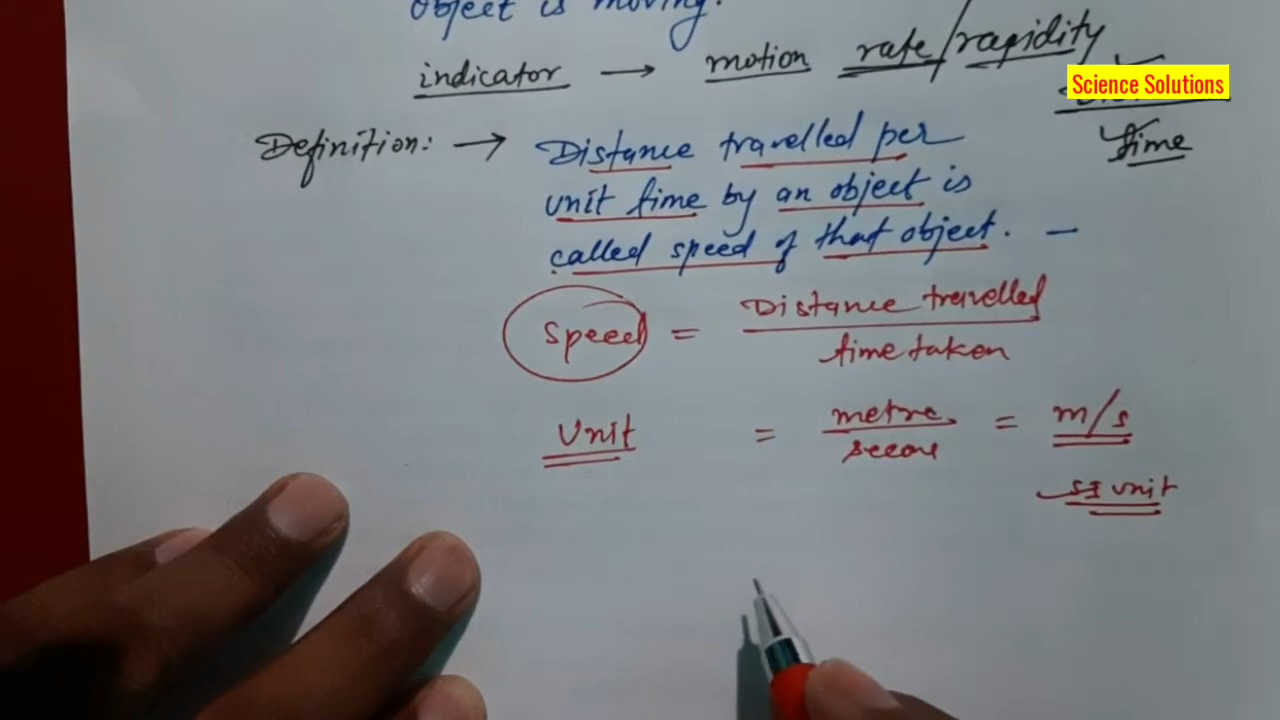 object is moving.
indicator → motion rate/rapidity
Science Solutions
time
Definition: → Distance travelled per
unit time by an object is
called speed of that object. —
Speed = Distance travelled
time taken
Unit = metre = m/s
secon
SI unit